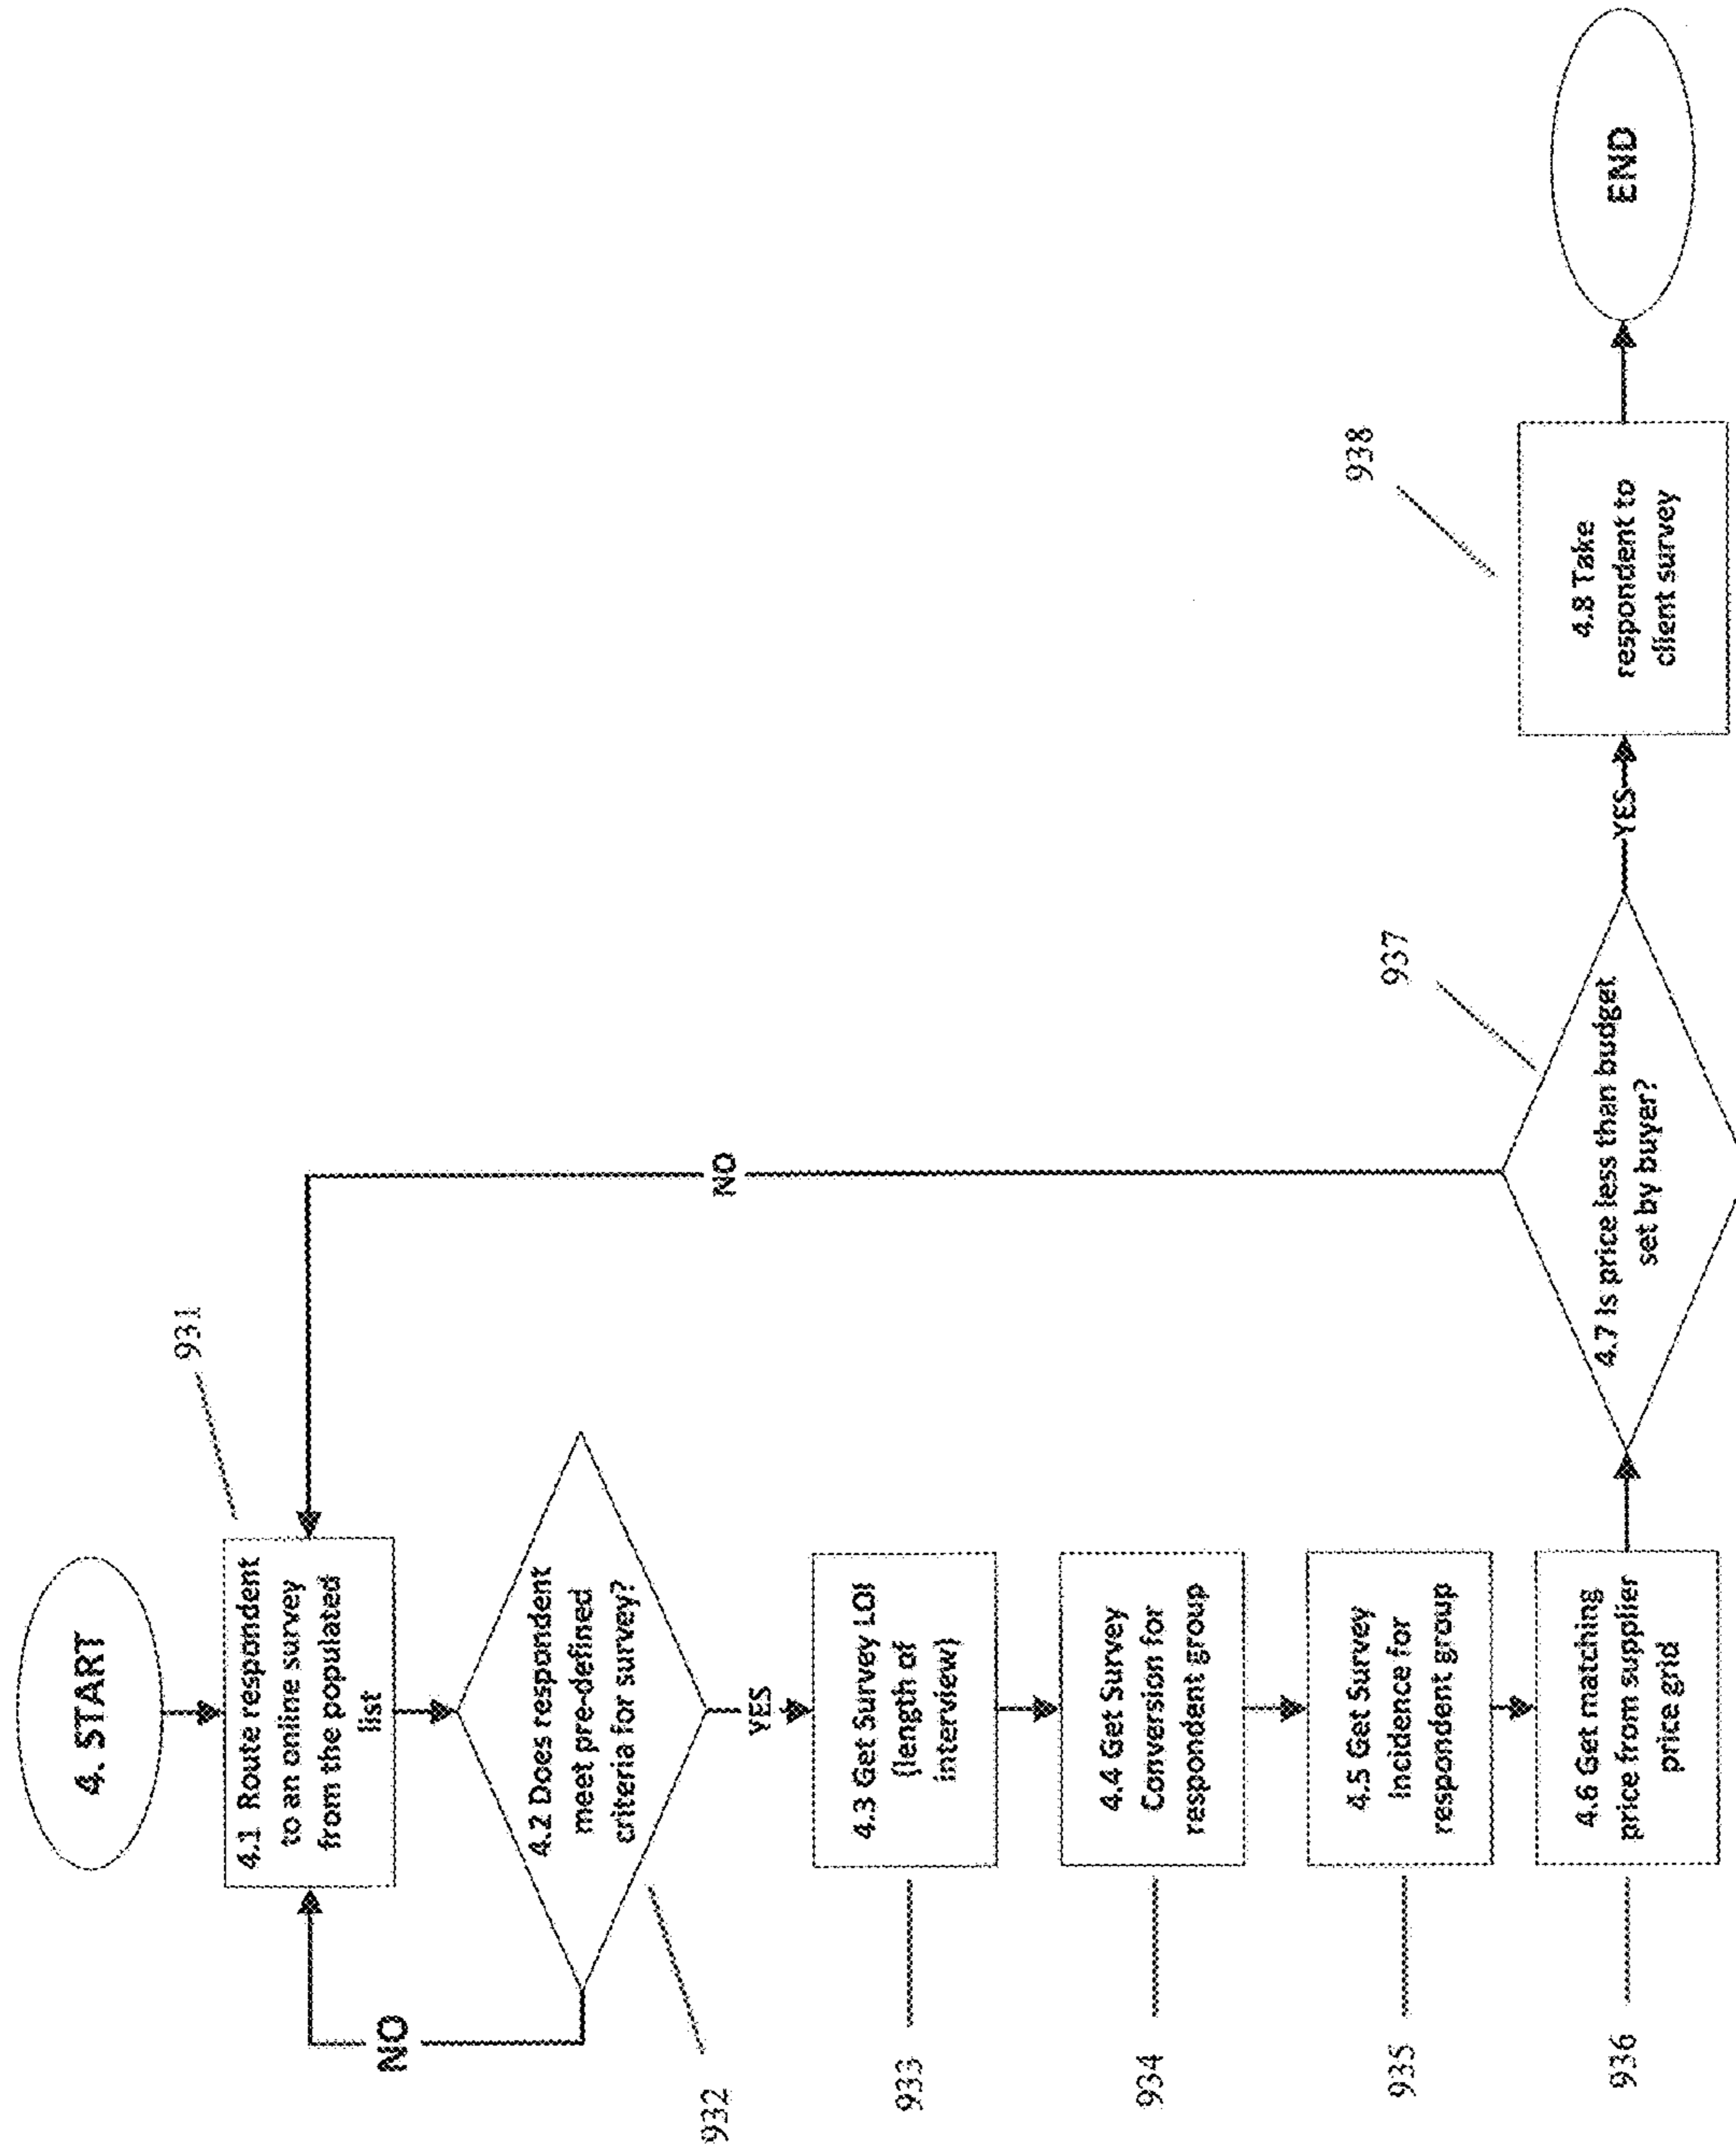 4. START
931
4.1 Route respondent
to an online survey
from the populated
list
NO
4.2 Does respondent
meet pre-defined
criteria for survey?
932
YES
933
4.3 Get Survey LOI
(length of
interview)
934
4.4 Get Survey
Conversion for
respondent group
935
4.5 Get Survey
Incidence for
respondent group
936
4.6 Get matching
price from supplier
price grid
NO
937
4.7 Is price less than budget
set by buyer?
YES
938
4.8 Take
respondent to
client survey
END